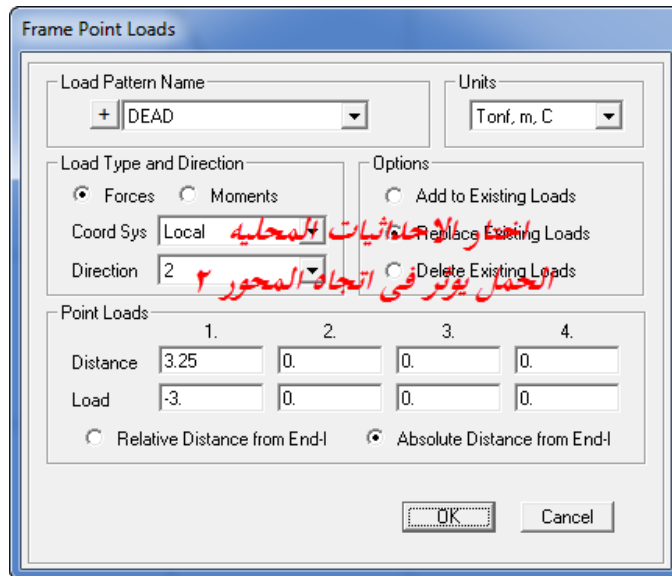 Frame Point Loads
Load Pattern Name
+ DEAD
Units
Tonf, m, C
Load Type and Direction
Forces Moments
Coord Sys Local
Direction 2
Options
Add to Existing Loads
Replace Existing Loads
Delete Existing Loads
اختار الاحداثيات المحليه
الحمل يؤثر فى اتجاه المحور ٢
Point Loads
1. 2. 3. 4.
Distance 3.25 0. 0. 0.
Load -3. 0. 0. 0.
Relative Distance from End-I Absolute Distance from End-I
OK Cancel